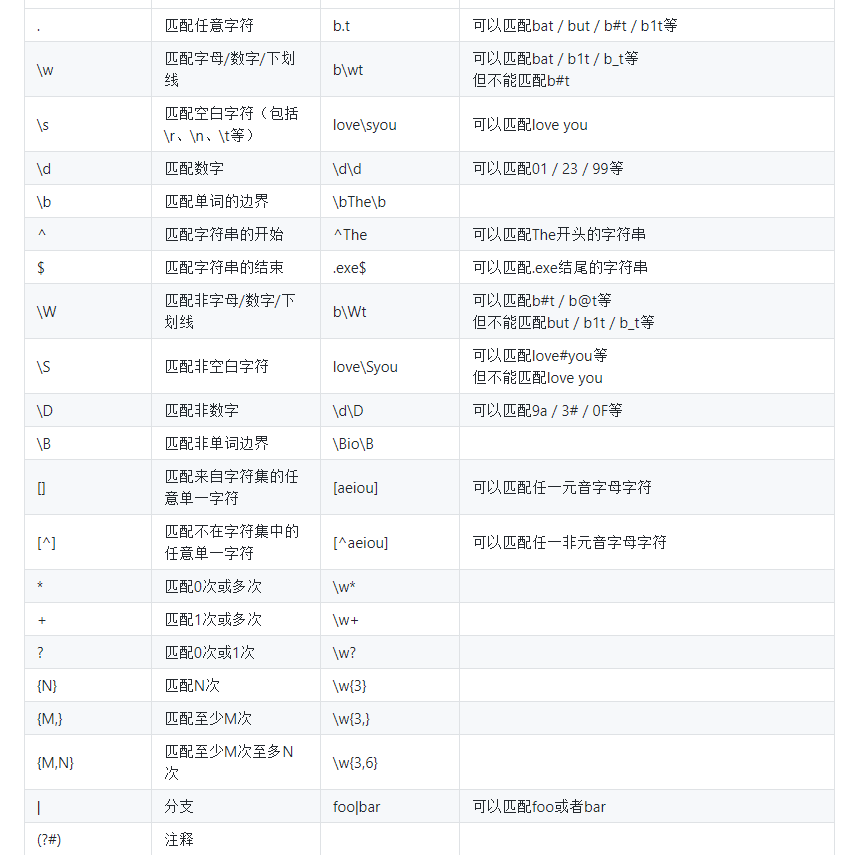 . 匹配任意字符 b.t 可以匹配bat / but / b#t / b1t等
\w 匹配字母/数字/下划线 b\wt 可以匹配bat / b1t / b_t等
但不能匹配b#t
\s 匹配空白字符（包括\r、\n、\t等） love\syou 可以匹配love you
\d 匹配数字 \d\d 可以匹配01 / 23 / 99等
\b 匹配单词的边界 \bThe\b
^ 匹配字符串的开始 ^The 可以匹配The开头的字符串
$ 匹配字符串的结束 .exe$ 可以匹配.exe结尾的字符串
\W 匹配非字母/数字/下划线 b\Wt 可以匹配b#t / b@t等
但不能匹配but / b1t / b_t等
\S 匹配非空白字符 love\Syou 可以匹配love#you等
但不能匹配love you
\D 匹配非数字 \d\D 可以匹配9a / 3# / 0F等
\B 匹配非单词边界 \Bio\B
[] 匹配来自字符集的任意单一字符 [aeiou] 可以匹配任一元音字母字符
[^] 匹配不在字符集中的任意单一字符 [^aeiou] 可以匹配任一非元音字母字符
* 匹配0次或多次 \w*
+ 匹配1次或多次 \w+
? 匹配0次或1次 \w?
{N} 匹配N次 \w{3}
{M,} 匹配至少M次 \w{3,}
{M,N} 匹配至少M次至多N次 \w{3,6}
| 分支 foo|bar 可以匹配foo或者bar
(?#) 注释